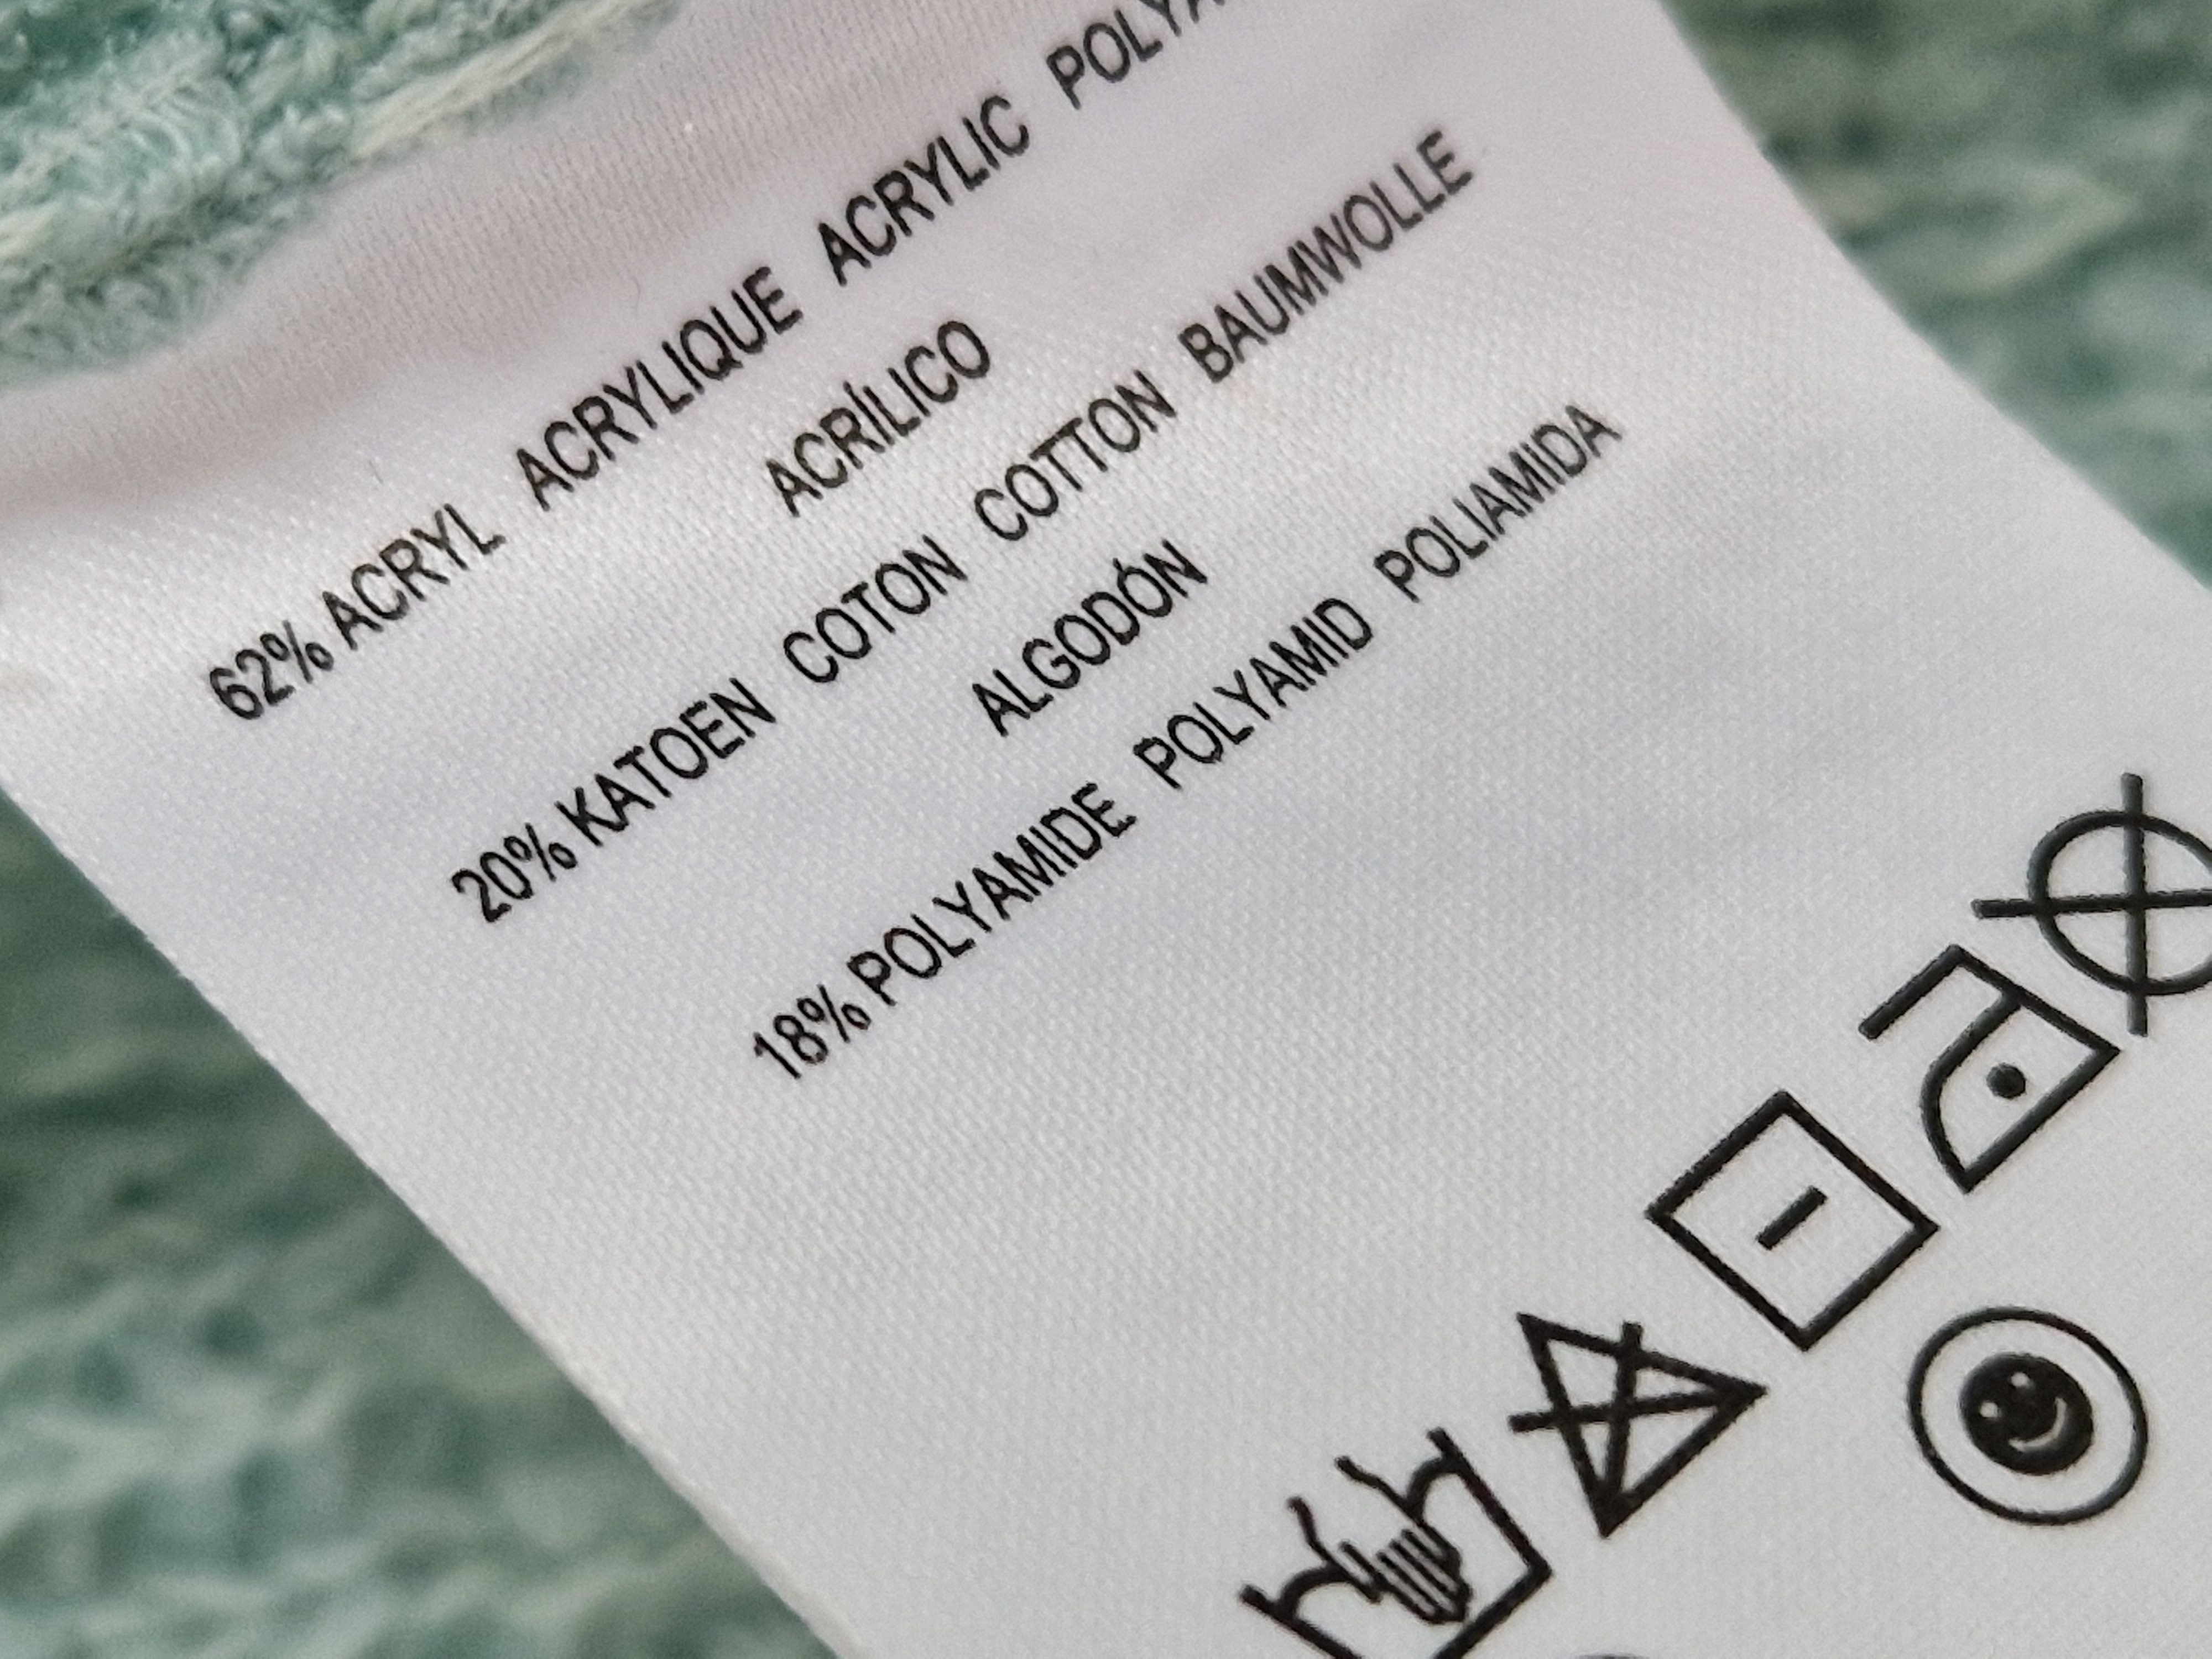 62% ACRYL ACRYLIQUE ACRYLIC
ACRÍLICO
20% KATOEN COTON COTTON BAUMWOLLE
ALGODÓN
18% POLYAMIDE POLYAMID POLIAMIDA